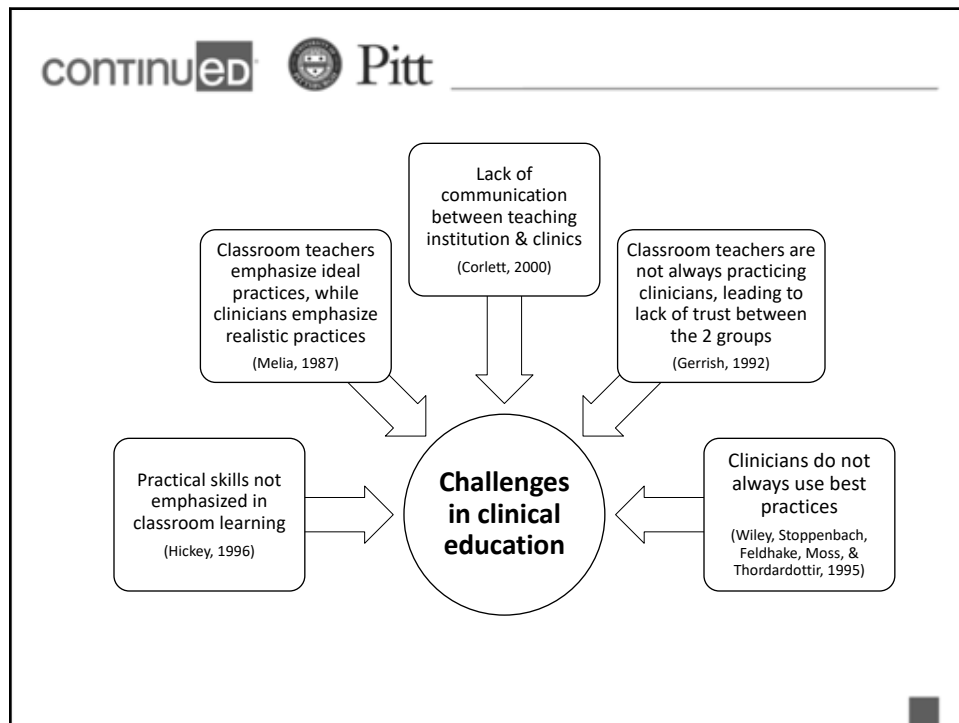 continued Pitt
Practical skills not
emphasized in
classroom learning
(Hickey, 1996)
Classroom teachers
emphasize ideal
practices, while
clinicians emphasize
realistic practices
(Melia, 1987)
Lack of
communication
between teaching
institution & clinics
(Corlett, 2000)
Classroom teachers are
not always practicing
clinicians, leading to
lack of trust between
the 2 groups
(Gerrish, 1992)
Clinicians do not
always use best
practices
(Wiley, Stoppenbach,
Feldhake, Moss, &
Thordardottir, 1995)
Challenges
in clinical
education